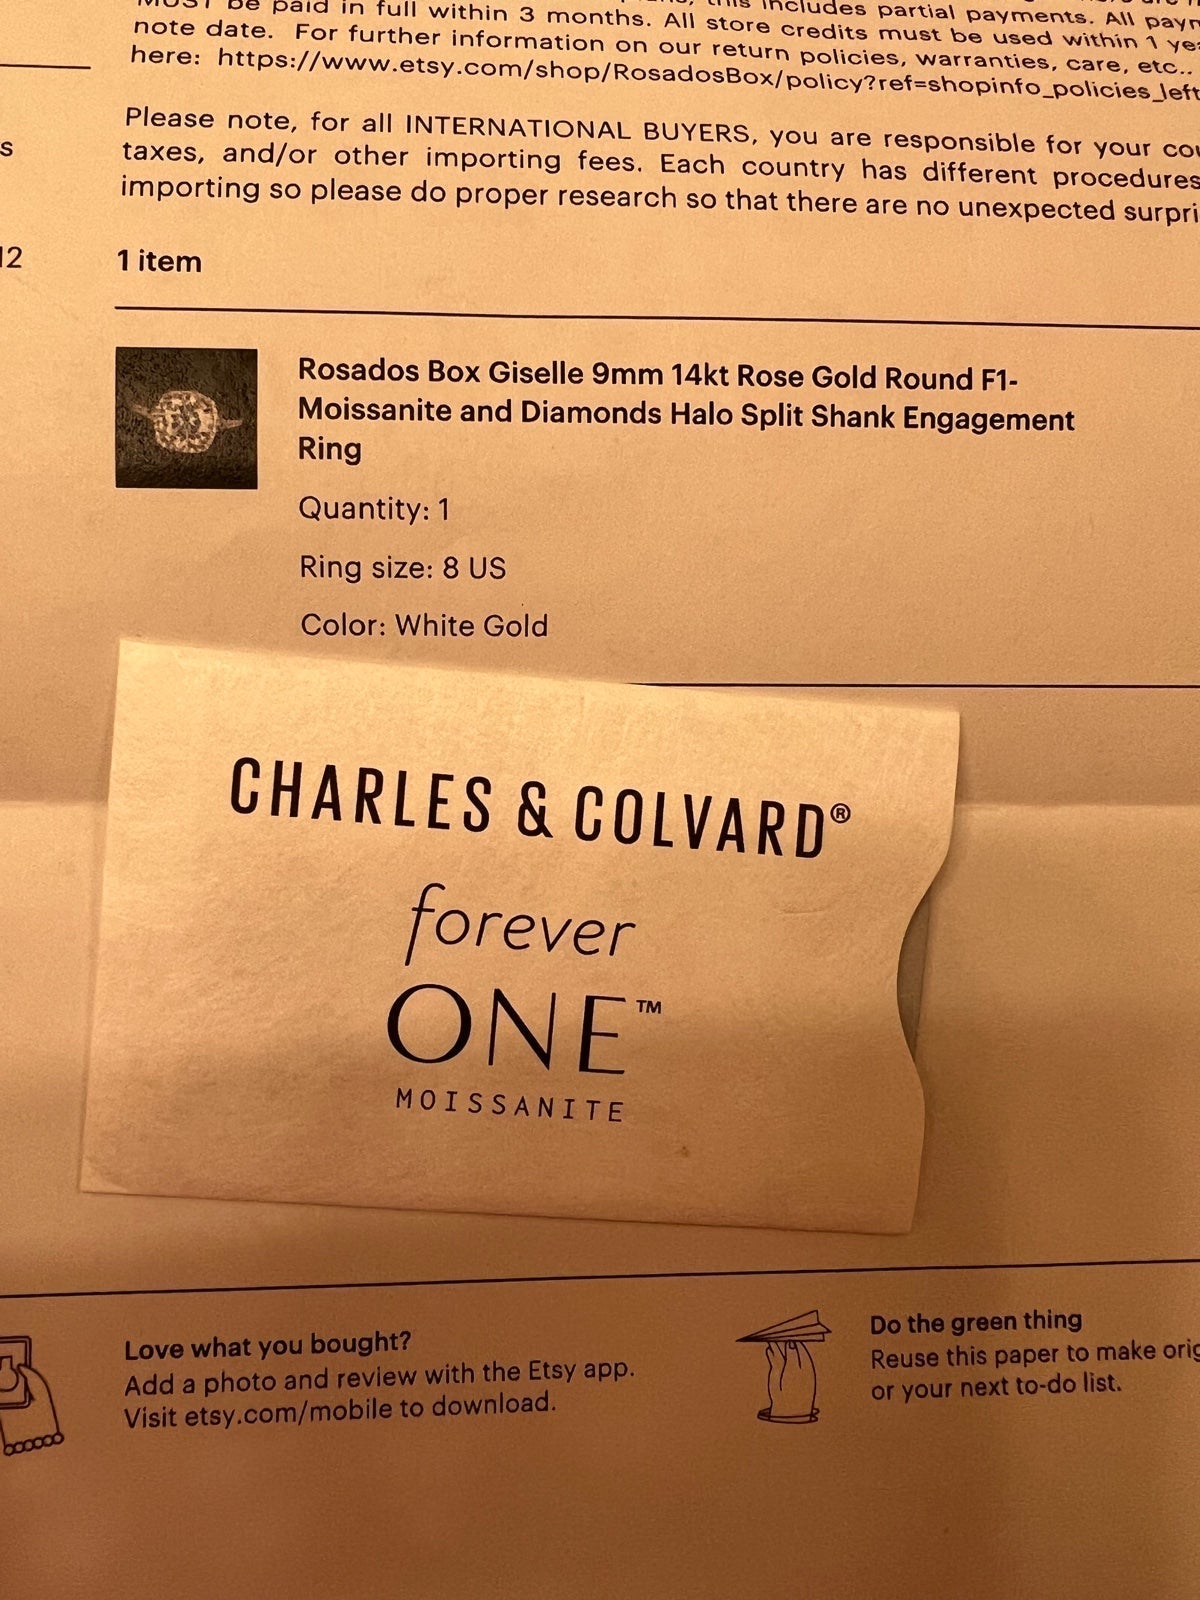 MUST be paid in full within 3 months. All store credits must be used within 1
this includes partial payments. All
note date. For further information on our return policies, warranties, care, etc..
here: https://www.etsy.com/shop/RosadosBox/policy?ref=shopinfo_policies_left
Please note, for all INTERNATIONAL BUYERS, you are responsible for your
taxes, and/or other importing fees. Each country has different procedures
importing so please do proper research so that there are no unexpected
s
12
1 item
Rosados Box Giselle 9mm 14kt Rose Gold Round F1-
Moissanite and Diamonds Halo Split Shank Engagement
Ring
Quantity: 1
Ring size: 8 US
Color: White Gold
CHARLES & COLVARD®
forever
ONE™
MOISSANITE
Love what you bought?
Add a photo and review with the Etsy app.
Visit etsy.com/mobile to download.
Do the green thing
Reuse this paper to make
or your next to-do list.